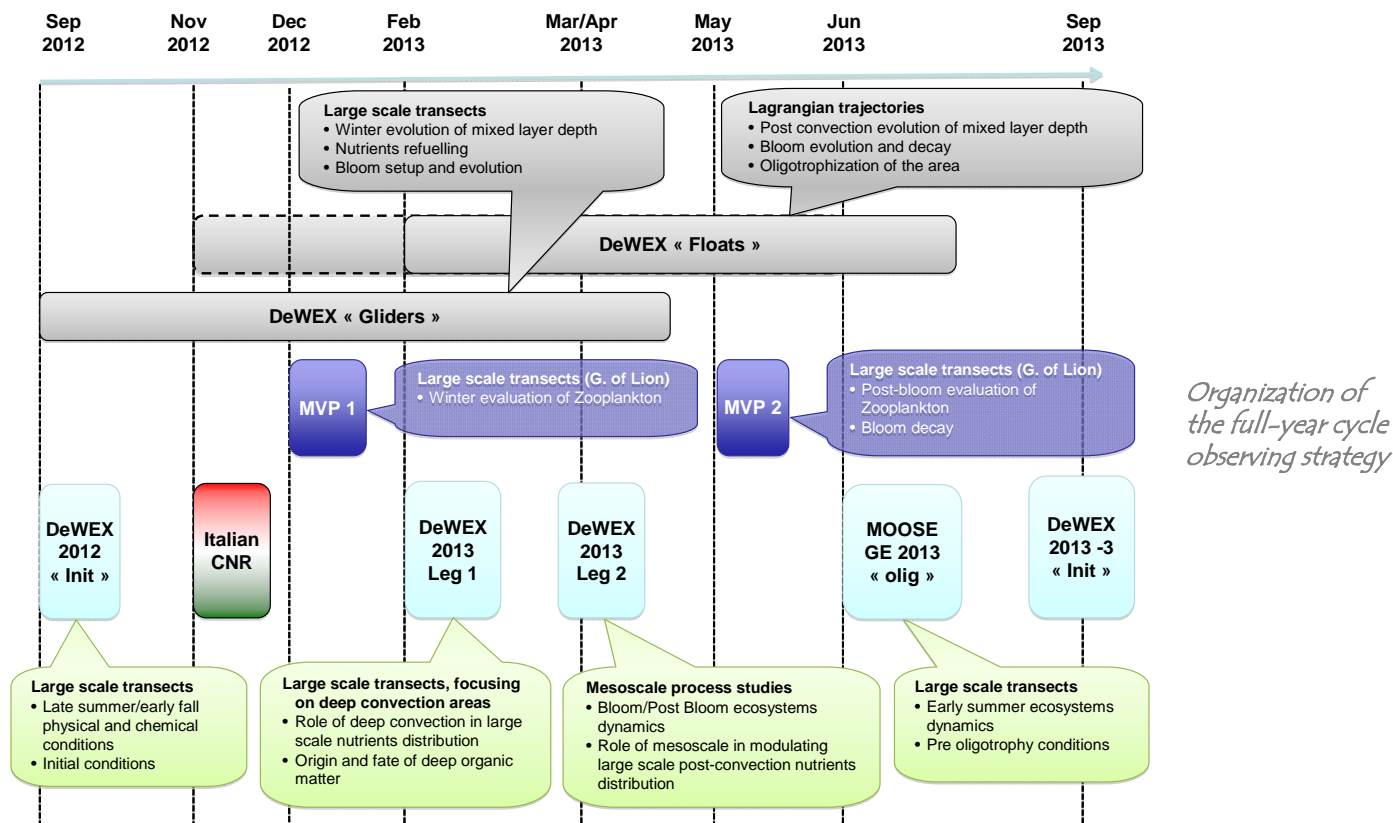 Sep
2012
Nov
2012
Dec
2012
Feb
2013
Mar/Apr
2013
May
2013
Jun
2013
Sep
2013
Large scale transects
• Winter evolution of mixed layer depth
• Nutrients refuelling
• Bloom setup and evolution
Lagrangian trajectories
• Post convection evolution of mixed layer depth
• Bloom evolution and decay
• Oligotrophization of the area
DeWEX « Floats »
DeWEX « Gliders »
MVP 1
Large scale transects (G. of Lion)
• Winter evaluation of Zooplankton
MVP 2
Large scale transects (G. of Lion)
• Post-bloom evaluation of
Zooplankton
• Bloom decay
Organization of
the full-year cycle
observing strategy
DeWEX
2012
« Init »
Italian
CNR
DeWEX
2013
Leg 1
DeWEX
2013
Leg 2
MOOSE
GE 2013
« olig »
DeWEX
2013 -3
« Init »
Large scale transects
• Late summer/early fall
physical and chemical
conditions
• Initial conditions
Large scale transects, focusing
on deep convection areas
• Role of deep convection in large
scale nutrients distribution
• Origin and fate of deep organic
matter
Mesoscale process studies
• Bloom/Post Bloom ecosystems
dynamics
• Role of mesoscale in modulating
large scale post-convection nutrients
distribution
Large scale transects
• Early summer ecosystems
dynamics
• Pre oligotrophy conditions